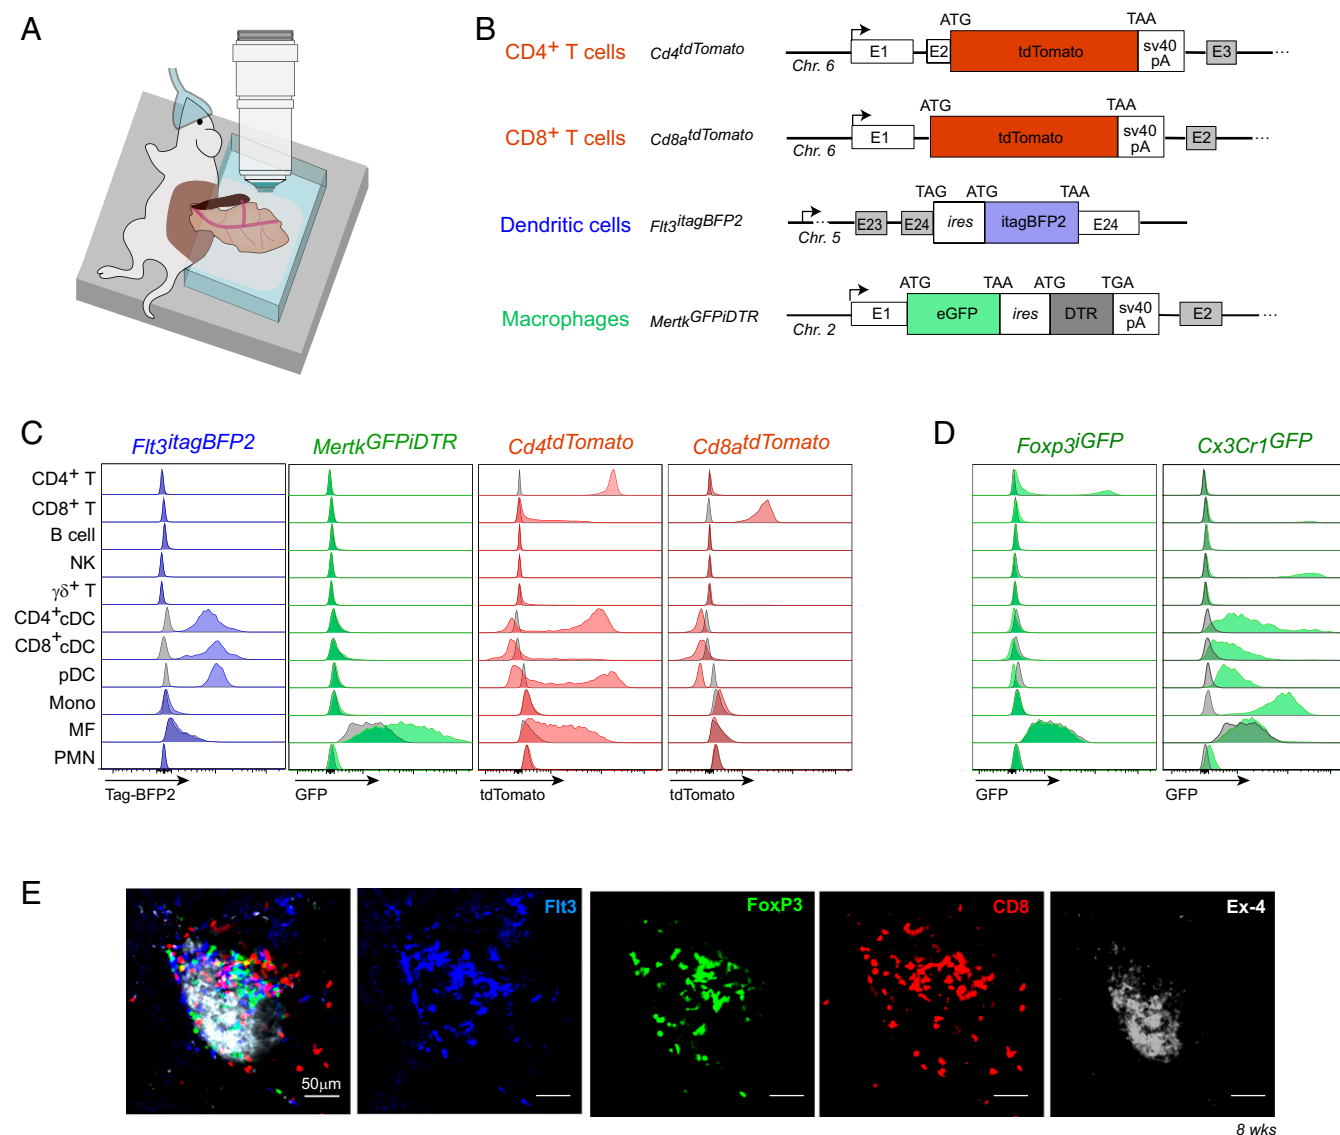 A
B
CD4+ T cells
Cd4tdTomato
Chr. 6
E1
E2
ATG
tdTomato
TAA
sv40
pA
E3
...
CD8+ T cells
Cd8atdTomato
Chr. 6
E1
ATG
tdTomato
TAA
sv40
pA
E2
...
Dendritic cells
Flt3itagBFP2
...
Chr. 5
E23
E24
TAG
ires
ATG
itagBFP2
TAA
E24
Macrophages
MertkGFPiDTR
Chr. 2
E1
ATG
eGFP
TAA
ires
ATG
DTR
TGA
sv40
pA
E2
...
C
Flt3itagBFP2
MertkGFPiDTR
Cd4tdTomato
Cd8atdTomato
CD4+ T
CD8+ T
B cell
NK
γδ+ T
CD4+cDC
CD8+cDC
pDC
Mono
MF
PMN
Tag-BFP2
GFP
tdTomato
tdTomato
D
Foxp3iGFP
Cx3Cr1GFP
GFP
GFP
E
50µm
Flt3
FoxP3
CD8
Ex-4
8 wks